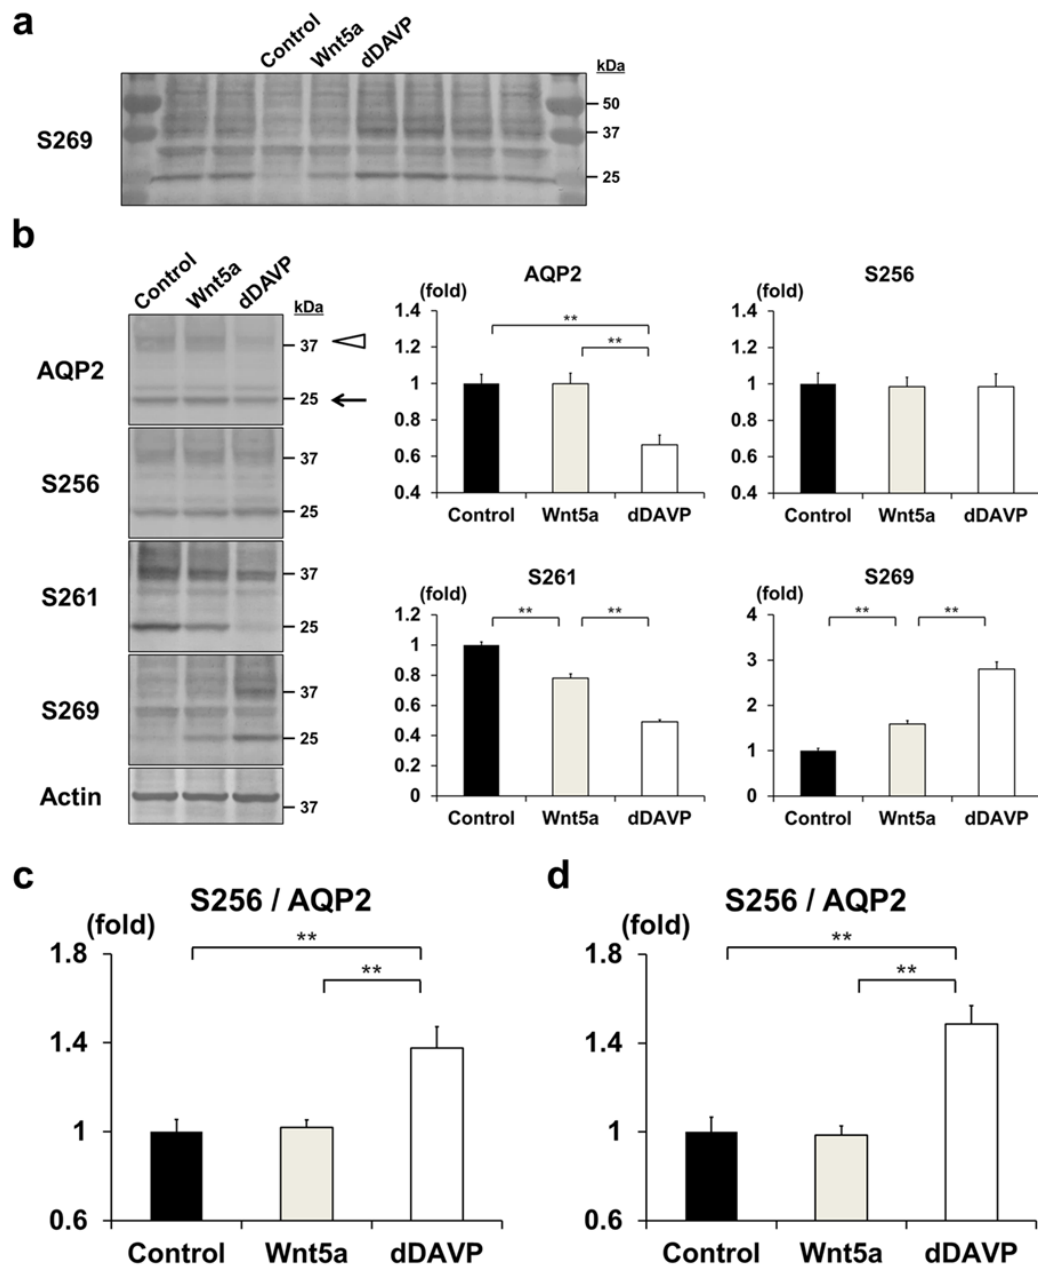 a
Control
Wnt5a
dDAVP
kDa
50
37
25
S269
b
Control
Wnt5a
dDAVP
kDa
AQP2
37
25
S256
37
25
S261
37
25
S269
37
25
Actin
37
AQP2
(fold)
1.4
1.2
1
0.8
0.6
0.4
**
**
Control Wnt5a dDAVP
S256
(fold)
1.4
1.2
1
0.8
0.6
0.4
Control Wnt5a dDAVP
S261
(fold)
1.2
1
0.8
0.6
0.4
0.2
0
** **
Control Wnt5a dDAVP
S269
(fold)
4
3
2
1
0
** **
Control Wnt5a dDAVP
c
S256 / AQP2
(fold)
1.8
1.4
1
0.6
**
**
Control Wnt5a dDAVP
d
S256 / AQP2
(fold)
1.8
1.4
1
0.6
**
**
Control Wnt5a dDAVP